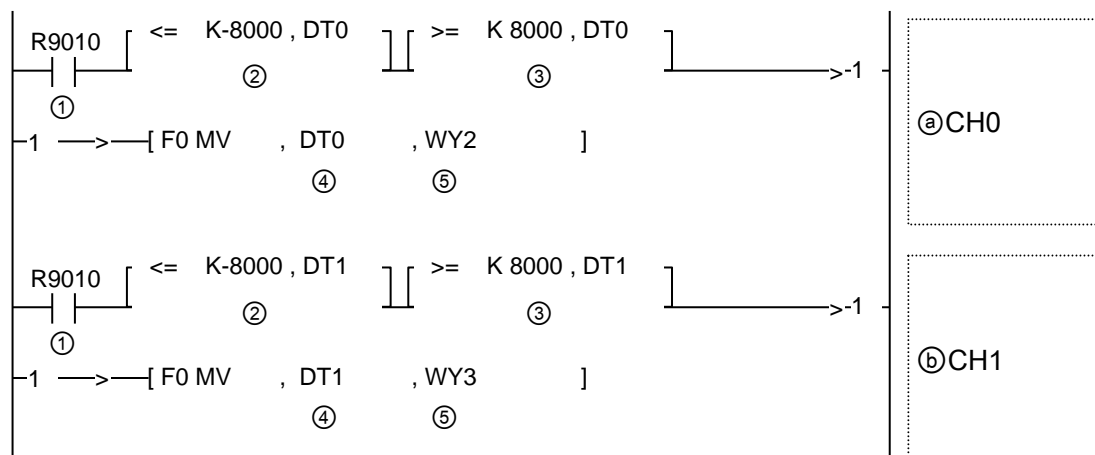 R9010 <= K-8000 , DT0 >= K 8000 , DT0 >-1
① ② ③
1 > [ F0 MV , DT0 , WY2 ]
④ ⑤
ⓐCH0
R9010 <= K-8000 , DT1 >= K 8000 , DT1 >-1
① ② ③
1 > [ F0 MV , DT1 , WY3 ]
④ ⑤
ⓑCH1